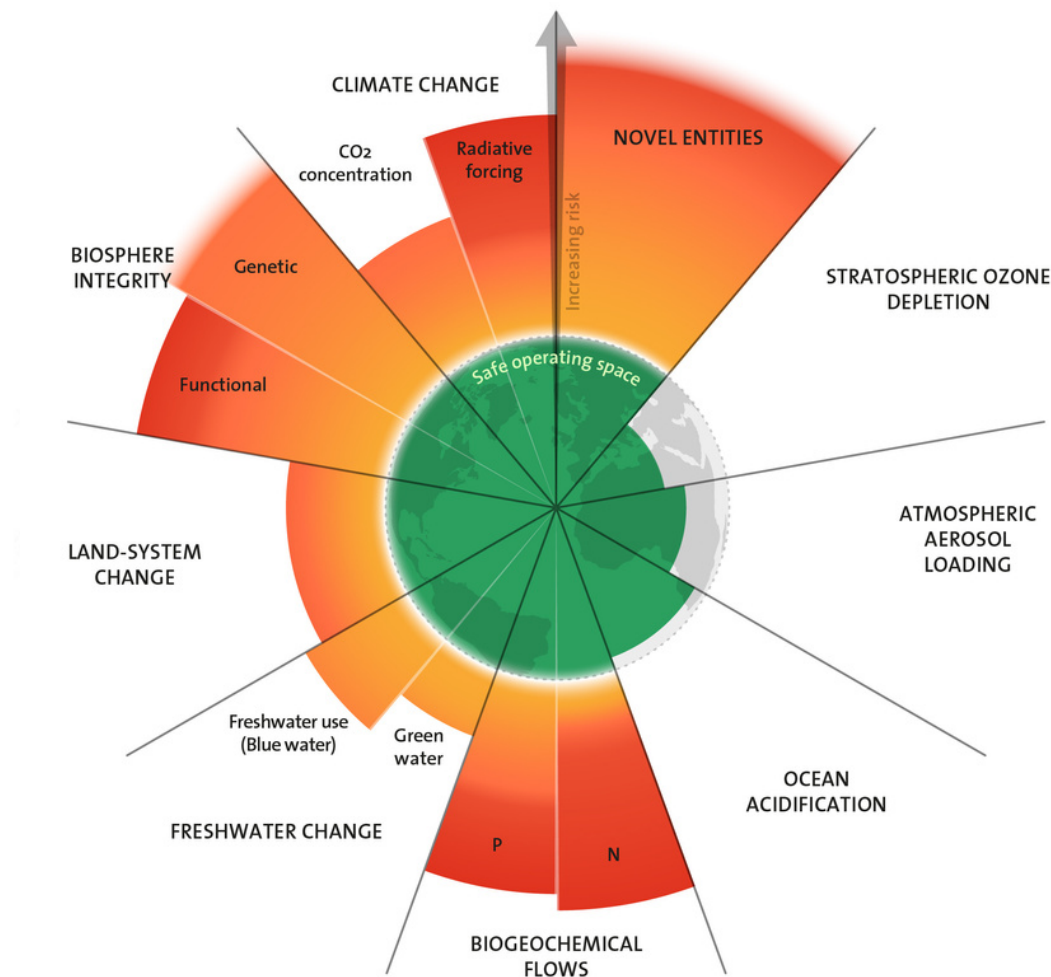 CLIMATE CHANGE
CO2
concentration
Radiative
forcing
NOVEL ENTITIES
Increasing risk
STRATOSPHERIC OZONE
DEPLETION
BIOSPHERE
INTEGRITY
Genetic
Functional
Safe operating space
ATMOSPHERIC
AEROSOL
LOADING
LAND-SYSTEM
CHANGE
Freshwater use
(Blue water)
Green
water
FRESHWATER CHANGE
OCEAN
ACIDIFICATION
P
N
BIOGEOCHEMICAL
FLOWS